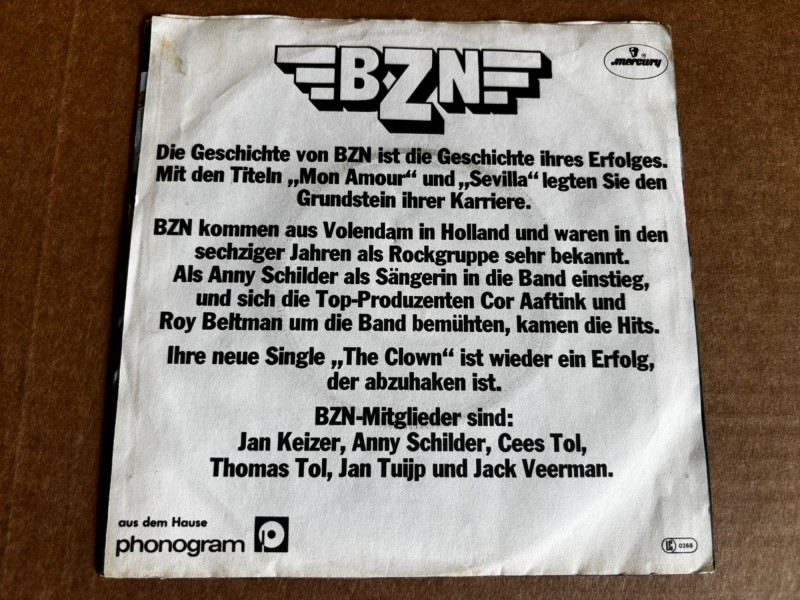 BZN
mercury
Die Geschichte von BZN ist die Geschichte ihres Erfolges.
Mit den Titeln „Mon Amour“ und „Sevilla“ legten Sie den
Grundstein ihrer Karriere.
BZN kommen aus Volendam in Holland und waren in den
sechziger Jahren als Rockgruppe sehr bekannt.
Als Anny Schilder als Sängerin in die Band einstieg,
und sich die Top-Produzenten Cor Aaftink und
Roy Beltman um die Band bemühten, kamen die Hits.
Ihre neue Single „The Clown“ ist wieder ein Erfolg,
der abzuhaken ist.
BZN-Mitglieder sind:
Jan Keizer, Anny Schilder, Cees Tol,
Thomas Tol, Jan Tuijp und Jack Veerman.
aus dem Hause
phonogram
LC 0268